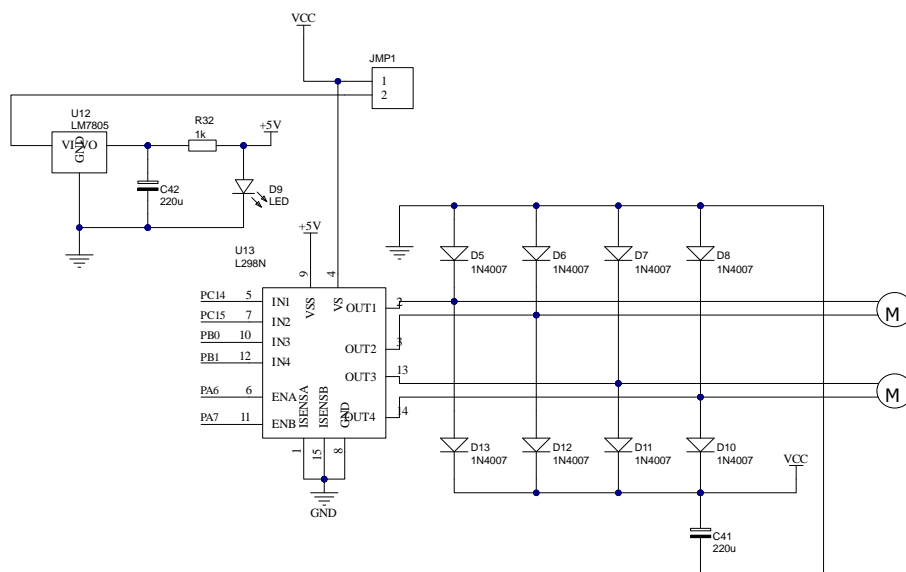 VCC
JMP1
1
2
U12
LM7805
VI VO
GND
R32
1k
+5V
C42
220u
D9
LED
+5V
U13
L298N
9
4
VSS
VS
PC14 5 IN1
PC15 7 IN2
PB0 10 IN3
PB1 12 IN4
PA6 6 ENA
PA7 11 ENB
OUT1 2
OUT2 3
OUT3 13
OUT4 14
ISENSA
ISENSB
GND
1
15
8
GND
D5
1N4007
D6
1N4007
D7
1N4007
D8
1N4007
M
M
D13
1N4007
D12
1N4007
D11
1N4007
D10
1N4007
VCC
C41
220u